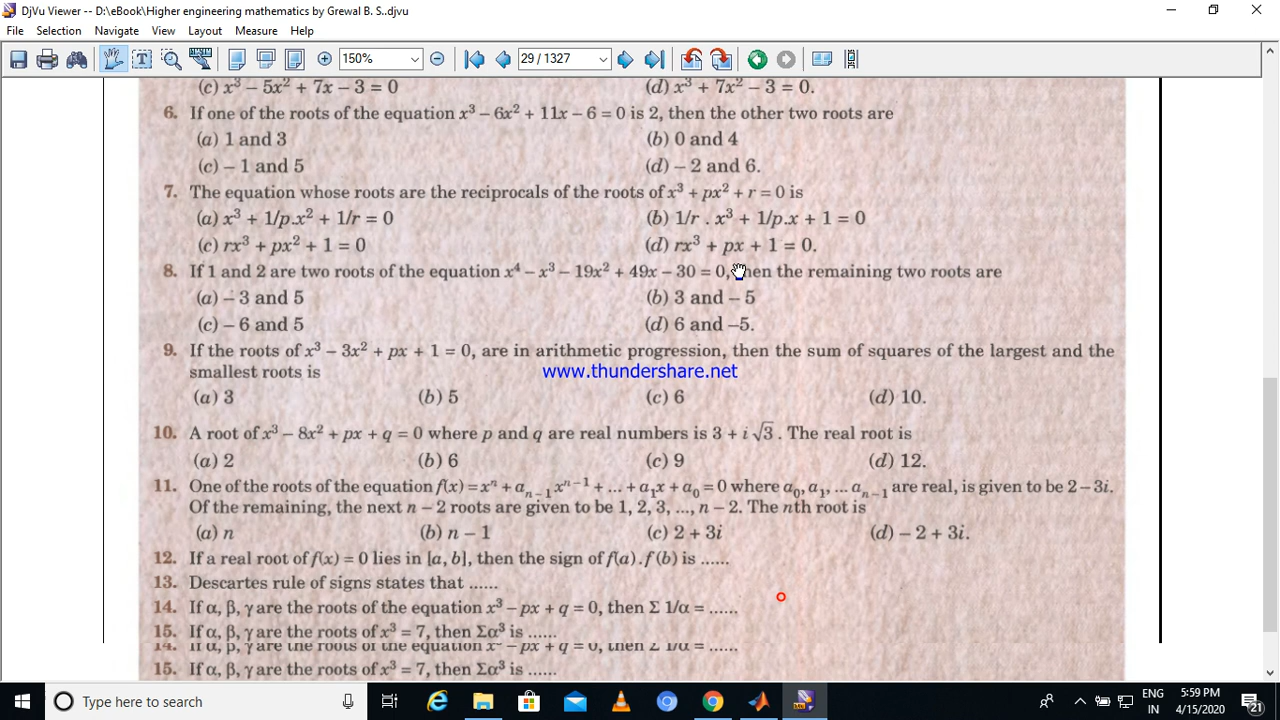 DjVu Viewer -- D:\eBook\Higher engineering mathematics by Grewal B. S..djvu
File Selection Navigate View Layout Measure Help
150% 29 / 1327
(c) x³ – 5x² + 7x – 3 = 0 (d) x³ + 7x² – 3 = 0.
6. If one of the roots of the equation x³ – 6x² + 11x – 6 = 0 is 2, then the other two roots are
(a) 1 and 3 (b) 0 and 4
(c) – 1 and 5 (d) – 2 and 6.
7. The equation whose roots are the reciprocals of the roots of x³ + px² + r = 0 is
(a) x³ + 1/p.x² + 1/r = 0 (b) 1/r . x³ + 1/p.x + 1 = 0
(c) rx³ + px² + 1 = 0 (d) rx³ + px + 1 = 0.
8. If 1 and 2 are two roots of the equation x⁴ – x³ – 19x² + 49x – 30 = 0, then the remaining two roots are
(a) – 3 and 5 (b) 3 and – 5
(c) – 6 and 5 (d) 6 and –5.
9. If the roots of x³ – 3x² + px + 1 = 0, are in arithmetic progression, then the sum of squares of the largest and the
smallest roots is www.thundershare.net
(a) 3 (b) 5 (c) 6 (d) 10.
10. A root of x³ – 8x² + px + q = 0 where p and q are real numbers is 3 + i √3. The real root is
(a) 2 (b) 6 (c) 9 (d) 12.
11. One of the roots of the equation f(x) = xⁿ + aₙ₋₁xⁿ⁻¹ + ... + a₁x + a₀ = 0 where a₀, a₁, ... aₙ₋₁ are real, is given to be 2 – 3i.
Of the remaining, the next n – 2 roots are given to be 1, 2, 3, ..., n – 2. The nth root is
(a) n (b) n – 1 (c) 2 + 3i (d) – 2 + 3i.
12. If a real root of f(x) = 0 lies in [a, b], then the sign of f(a) . f(b) is ......
13. Descartes rule of signs states that ......
14. If α, β, γ are the roots of the equation x³ – px + q = 0, then Σ 1/α = ......
15. If α, β, γ are the roots of x³ = 7, then Σα³ is ......
14. If α, β, γ are the roots of the equation x³ – px + q = 0, then Σ 1/α = ......
15. If α, β, γ are the roots of x³ = 7, then Σα³ is ......
Type here to search
ENG 5:59 PM
IN 4/15/2020
21